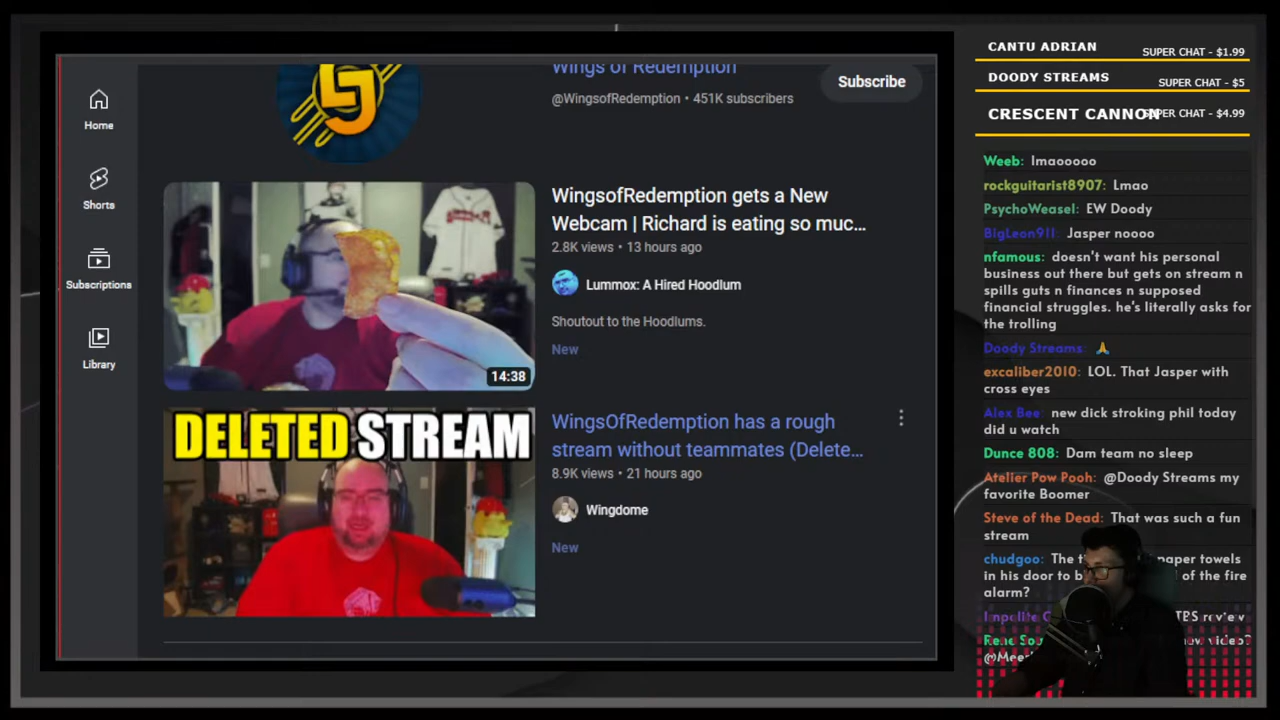 Wings of Redemption
@WingsofRedemption • 451K subscribers
Subscribe
Home
Shorts
Subscriptions
Library
WingsofRedemption gets a New
Webcam | Richard is eating so muc...
2.8K views • 13 hours ago
Lummox: A Hired Hoodlum
Shoutout to the Hoodlums.
New
14:38
DELETED STREAM
WingsOfRedemption has a rough
stream without teammates (Delete...
8.9K views • 21 hours ago
Wingdome
New
CANTU ADRIAN SUPER CHAT - $1.99
DOODY STREAMS SUPER CHAT - $5
CRESCENT CANNON SUPER CHAT - $4.99
Weeb: lmaooooo
rockguitarist8907: Lmao
PsychoWeasel: EW Doody
BigLeon911: Jasper noooo
nfamous: doesn't want his personal
business out there but gets on stream n
spills guts n finances n supposed
financial struggles. he's literally asks for
the trolling
Doody Streams: 🙏
excaliber2010: LOL. That Jasper with
cross eyes
Alex Bee: new dick stroking phil today
did u watch
Dunce 808: Dam team no sleep
Atelier Pow Pooh: @Doody Streams my
favorite Boomer
Steve of the Dead: That was such a fun
stream
chudgoo: The paper towels
in his door to of the fire
alarm?
TBS review
Rene video?